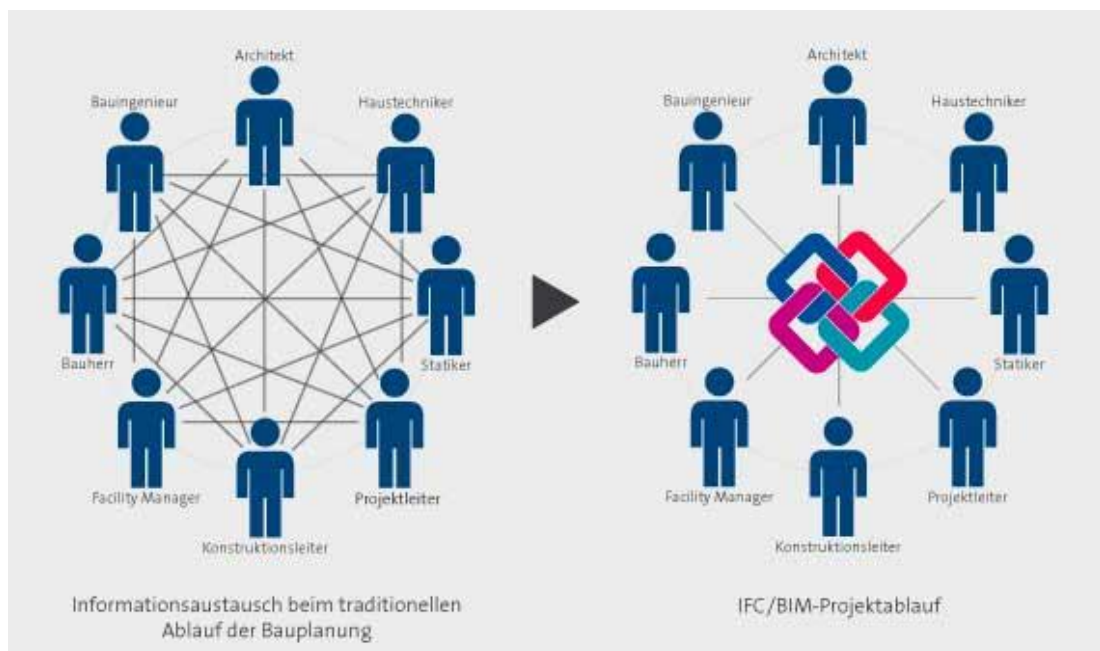 Architekt
Bauingenieur
Haustechniker
Bauherr
Statiker
Facility Manager
Projektleiter
Konstruktionsleiter
Informationsaustausch beim traditionellen
Ablauf der Bauplanung
Architekt
Bauingenieur
Haustechniker
Bauherr
Statiker
Facility Manager
Projektleiter
Konstruktionsleiter
IFC/BIM-Projektablauf